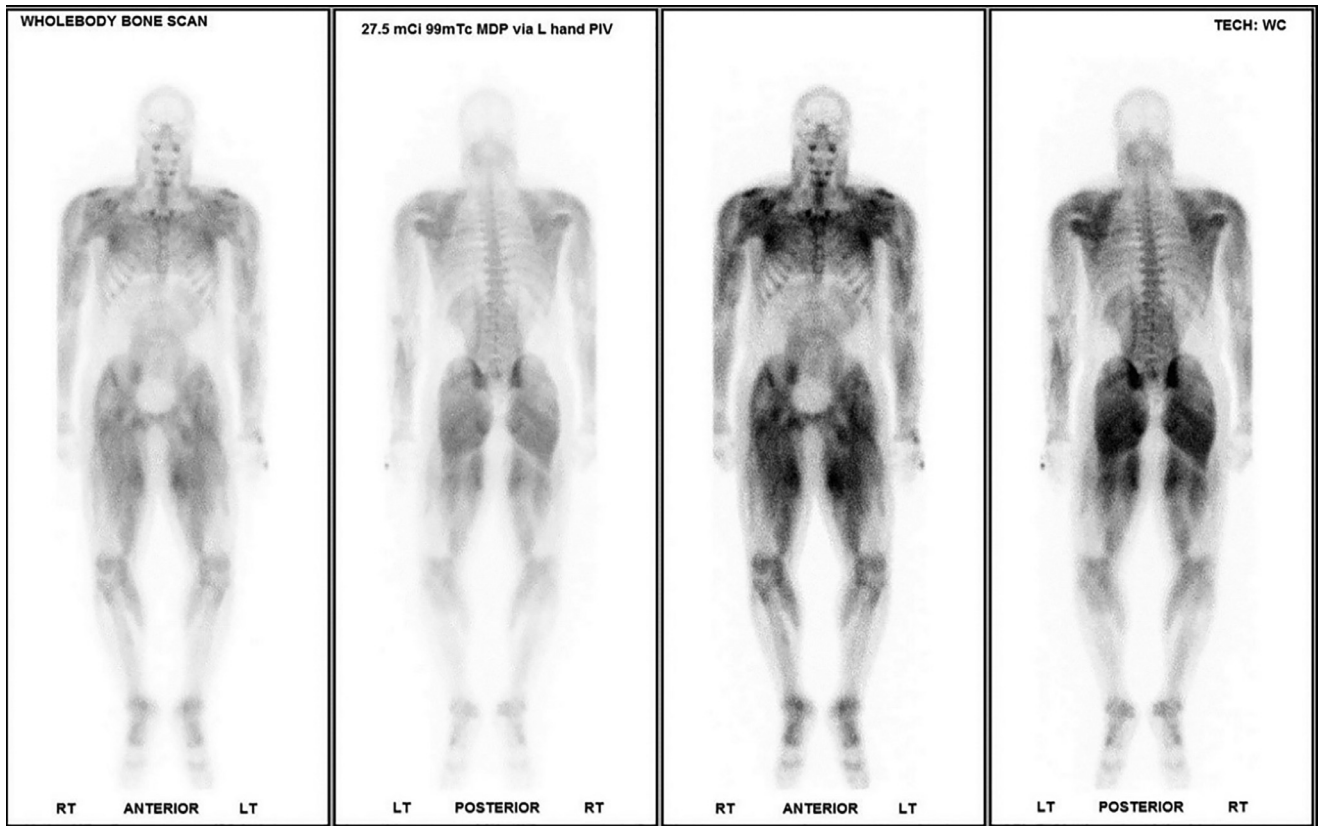 WHOLEBODY BONE SCAN
27.5 mCi 99mTc MDP via L hand PIV
TECH: WC
RT ANTERIOR LT
LT POSTERIOR RT
RT ANTERIOR LT
LT POSTERIOR RT